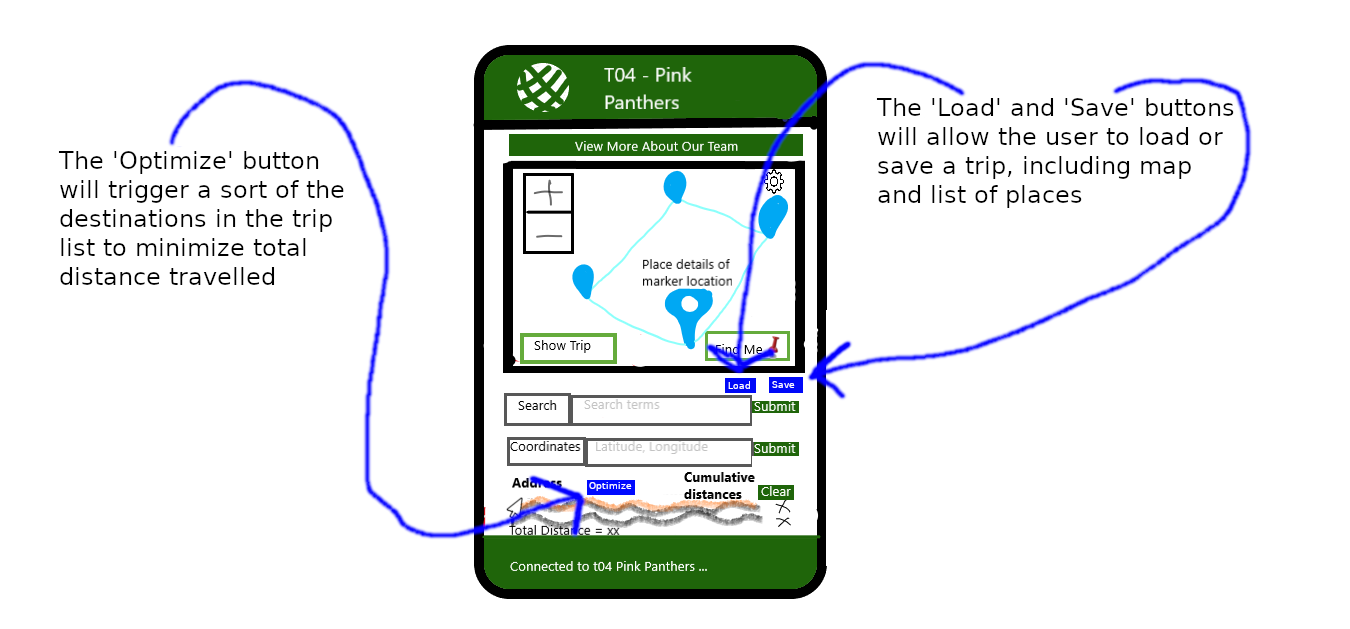 T04 - Pink
Panthers
View More About Our Team
The 'Optimize' button
will trigger a sort of the
destinations in the trip
list to minimize total
distance travelled
The 'Load' and 'Save' buttons
will allow the user to load or
save a trip, including map
and list of places
Place details of
marker location
Show Trip
Find Me
Load Save
Search Search terms Submit
Coordinates Latitude, Longitude Submit
Address Optimize Cumulative
distances Clear
Total Distance = xx
Connected to t04 Pink Panthers ...